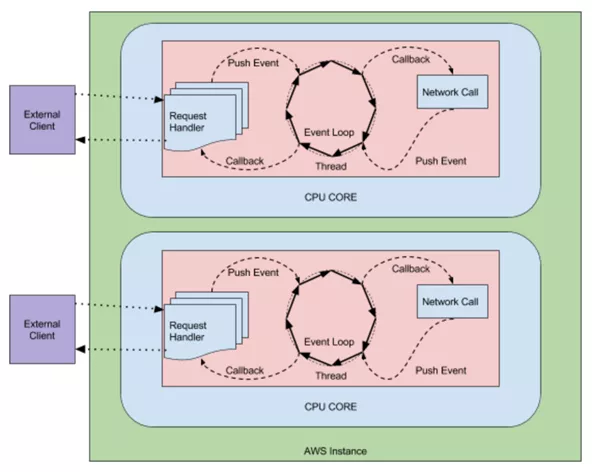 Push Event
Callback
External
Client
Request
Handler
Event Loop
Network Call
Callback
Thread
Push Event
CPU CORE
Push Event
Callback
External
Client
Request
Handler
Event Loop
Network Call
Callback
Thread
Push Event
CPU CORE
AWS Instance